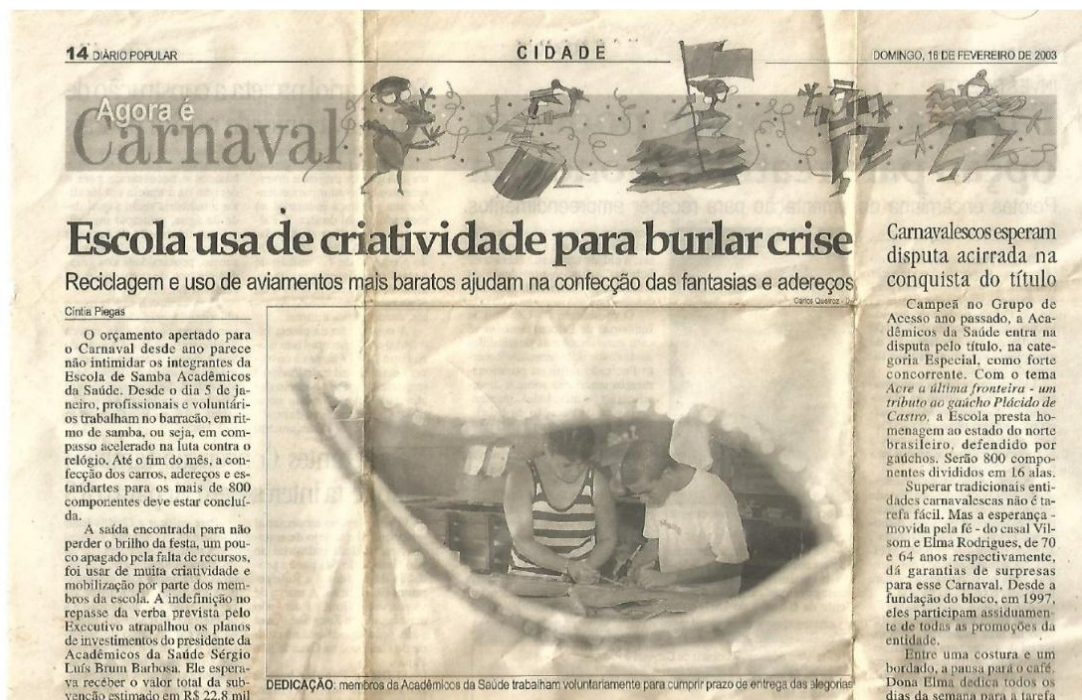 14 DIÁRIO POPULAR
CIDADE
DOMINGO, 16 DE FEVEREIRO DE 2003
Agora é
Carnaval
Escola usa de criatividade para burlar crise
Reciclagem e uso de aviamentos mais baratos ajudam na confecção das fantasias e adereços
Cíntia Piegas
O orçamento apertado para
o Carnaval desde ano parece
não intimidar os integrantes da
Escola de Samba Acadêmicos
da Saúde. Desde o dia 5 de ja-
neiro, profissionais e voluntári-
os trabalham no barracão, em rit-
mo de samba, ou seja, em com-
passo acelerado na luta contra o
relógio. Até o fim do mês, a con-
fecção dos carros, adereços e es-
tandartes para os mais de 800
componentes deve estar concluí-
da.
A saída encontrada para não
perder o brilho da festa, um pou-
co apagado pela falta de recursos,
foi usar de muita criatividade e
mobilização por parte dos mem-
bros da escola. A indefinição no
repasse da verba prevista pelo
Executivo atrapalhou os planos
de investimentos do presidente da
Acadêmicos da Saúde Sérgio
Luís Brum Barbosa. Ele espera-
va receber o valor total da sub-
venção estimado em R$ 22,8 mil
Carlos Queiroz
DEDICAÇÃO: membros da Acadêmicos da Saúde trabalham voluntariamente para cumprir prazo de entrega das alegorias
Carnavalescos esperam
disputa acirrada na
conquista do título
Campeã no Grupo de
Acesso ano passado, a Aca-
dêmicos da Saúde entra na
disputa pelo título, na cate-
goria Especial, como forte
concorrente. Com o tema
Acre a última fronteira - um
tributo ao gaúcho Plácido de
Castro, a Escola presta ho-
menagem ao estado do norte
brasileiro, defendido por
gaúchos. Serão 800 compo-
nentes divididos em 16 alas.
Superar tradicionais enti-
dades carnavalescas não é ta-
refa fácil. Mas a esperança -
movida pela fé - do casal Vil-
som e Elma Rodrigues, de 70
e 64 anos respectivamente,
dá garantias de surpresas
para esse Carnaval. Desde a
fundação do bloco, em 1997,
eles participam assiduamen-
te de todas as promoções da
entidade.
Entre uma costura e um
bordado, a pausa para o café.
Dona Elma dedica todos os
dias da semana para a tarefa